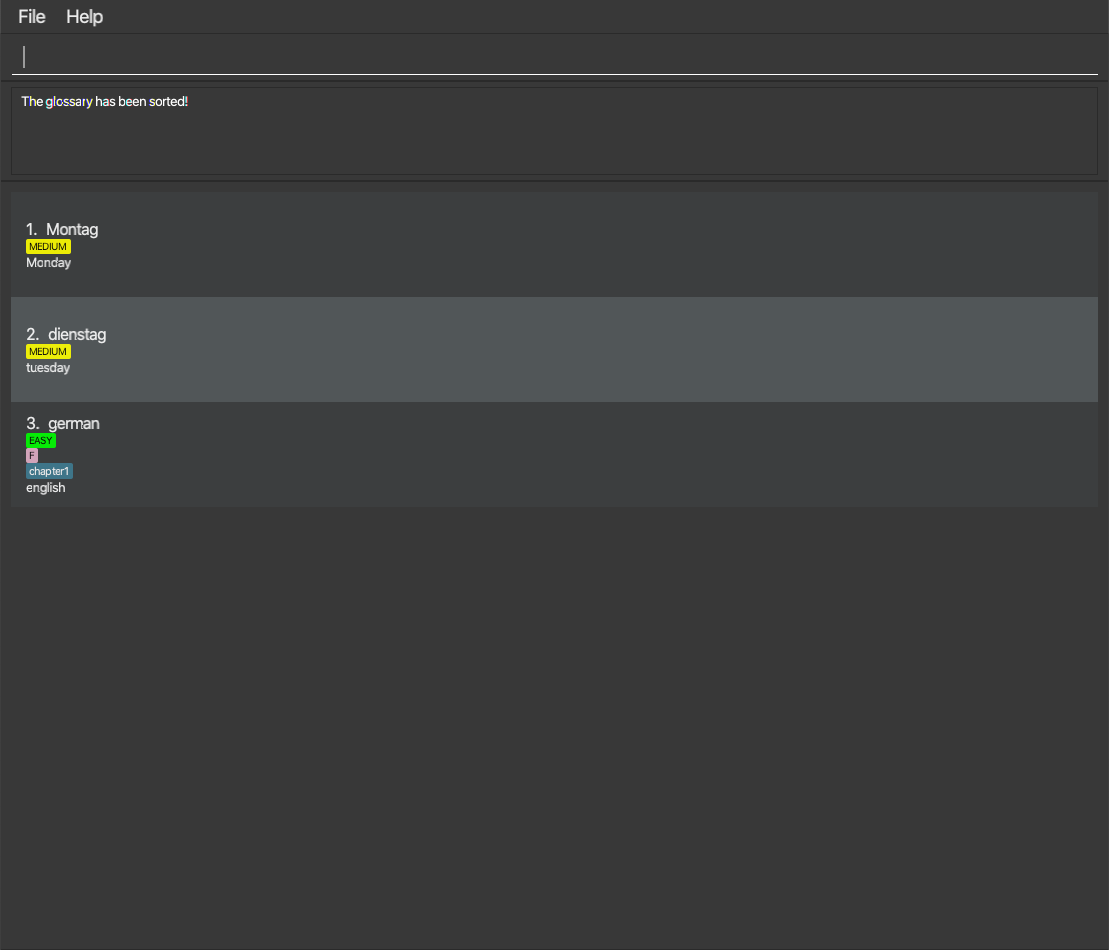 File Help
The glossary has been sorted!
1. Montag
MEDIUM
Monday
2. dienstag
MEDIUM
tuesday
3. german
EASY
F
chapter1
english